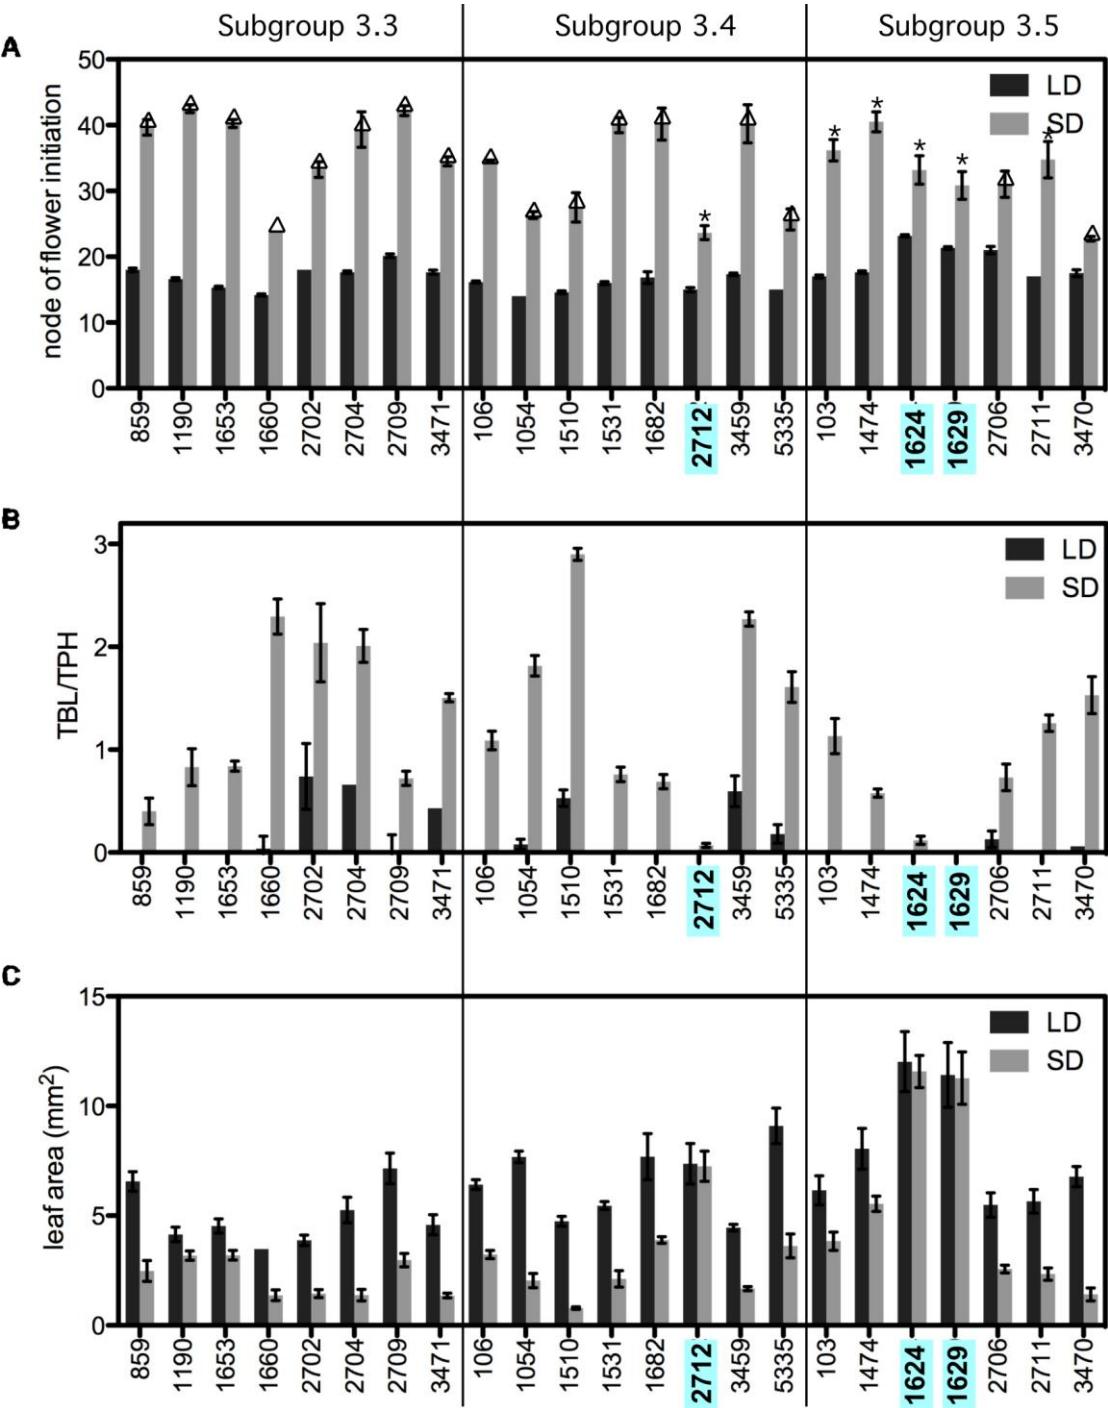 Subgroup 3.3 Subgroup 3.4 Subgroup 3.5
A
node of flower initiation
50
40
30
20
10
0
LD
SD
* * * * * *
859 1190 1653 1660 2702 2704 2709 3471 106 1054 1510 1531 1682 2712 3459 5335 103 1474 1624 1629 2706 2711 3470
B
TBL/TPH
3
2
1
0
LD
SD
859 1190 1653 1660 2702 2704 2709 3471 106 1054 1510 1531 1682 2712 3459 5335 103 1474 1624 1629 2706 2711 3470
C
leaf area (mm²)
15
10
5
0
LD
SD
859 1190 1653 1660 2702 2704 2709 3471 106 1054 1510 1531 1682 2712 3459 5335 103 1474 1624 1629 2706 2711 3470